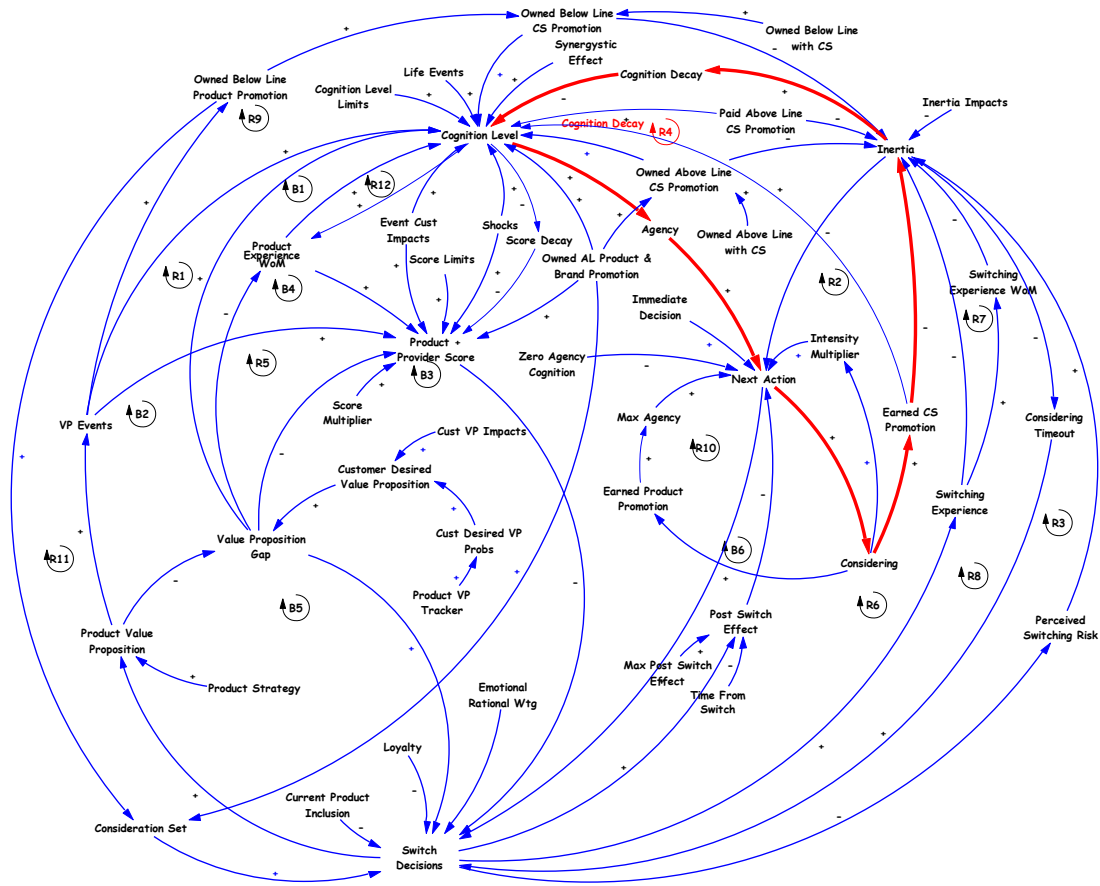 Owned Below Line
CS Promotion
Owned Below Line
with CS
Synergystic
Effect
Life Events
Cognition Decay
Owned Below Line
Product Promotion
Cognition Level
Limits
Inertia Impacts
R9
Paid Above Line
CS Promotion
Cognition Decay
R4
Cognition Level
Inertia
B1
R12
Owned Above Line
CS Promotion
Event Cust
Impacts
Shocks
Agency
Score Decay
Owned Above Line
with CS
Product
Experience
WoM
Score Limits
Owned AL Product &
Brand Promotion
R1
B4
R2
Switching
Experience WoM
Immediate
Decision
R7
Product +
Provider Score
Intensity
Multiplier
Zero Agency
Cognition
R5
B3
Next Action
Score
Multiplier
B2
VP Events
Max Agency
Earned CS
Promotion
Considering
Timeout
Cust VP Impacts
R10
Customer Desired
Value Proposition
Earned Product
Promotion
Switching
Experience
Value Proposition
Gap
Cust Desired VP
Probs
R3
R11
B6
Considering
Product VP
Tracker
R8
B5
R6
Product Value
Proposition
Post Switch
Effect
Perceived
Switching Risk
Max Post Switch
Effect
Product Strategy
Emotional
Rational Wtg
Time From
Switch
Loyalty
Current Product
Inclusion
Consideration Set
Switch
Decisions